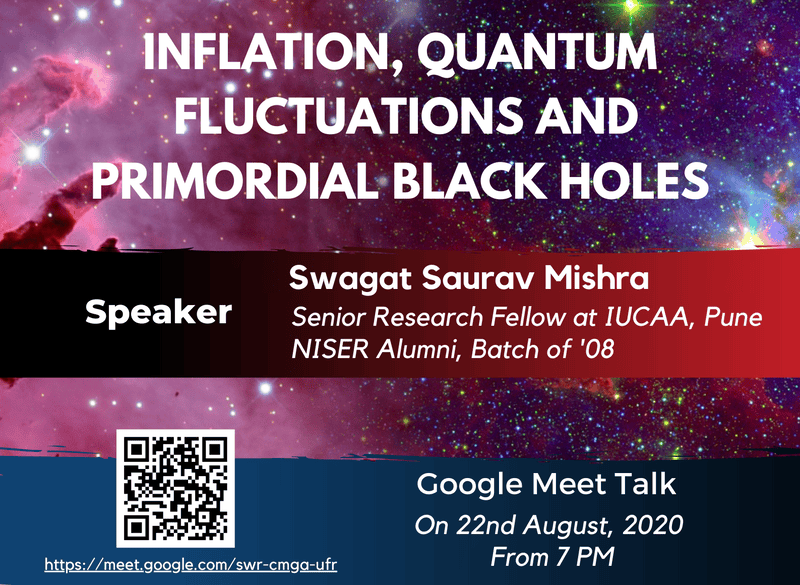 INFLATION, QUANTUM
FLUCTUATIONS AND
PRIMORDIAL BLACK HOLES
Speaker
Swagat Saurav Mishra
Senior Research Fellow at IUCAA, Pune
NISER Alumni, Batch of '08
Google Meet Talk
On 22nd August, 2020
From 7 PM
https://meet.google.com/swr-cmga-ufr